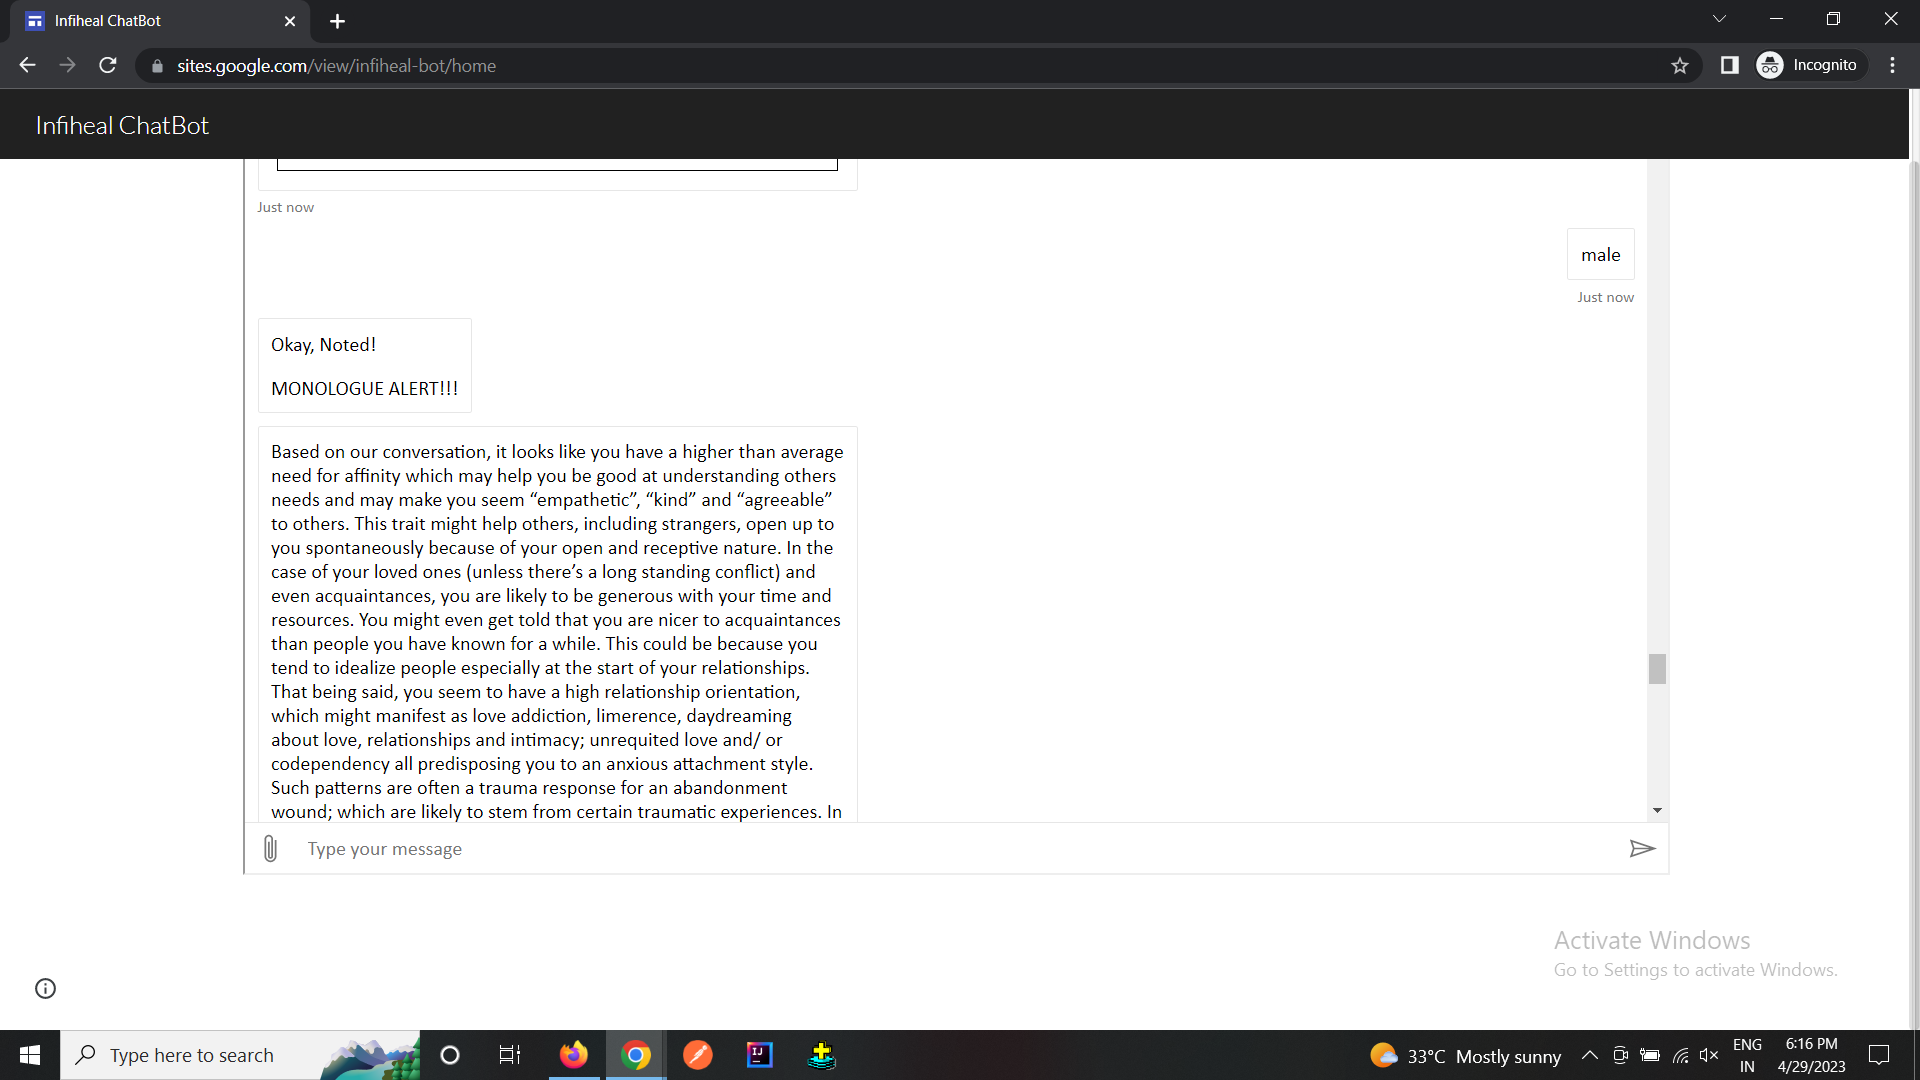 Infiheal ChatBot
sites.google.com/view/infiheal-bot/home
Incognito
Infiheal ChatBot
Just now
male
Just now
Okay, Noted!
MONOLOGUE ALERT!!!
Based on our conversation, it looks like you have a higher than average
need for affinity which may help you be good at understanding others
needs and may make you seem “empathetic”, “kind” and “agreeable”
to others. This trait might help others, including strangers, open up to
you spontaneously because of your open and receptive nature. In the
case of your loved ones (unless there’s a long standing conflict) and
even acquaintances, you are likely to be generous with your time and
resources. You might even get told that you are nicer to acquaintances
than people you have known for a while. This could be because you
tend to idealize people especially at the start of your relationships.
That being said, you seem to have a high relationship orientation,
which might manifest as love addiction, limerence, daydreaming
about love, relationships and intimacy; unrequited love and/ or
codependency all predisposing you to an anxious attachment style.
Such patterns are often a trauma response for an abandonment
wound; which are likely to stem from certain traumatic experiences. In
Type your message
Activate Windows
Go to Settings to activate Windows.
Type here to search
IJ
33°C Mostly sunny
ENG
IN
6:16 PM
4/29/2023